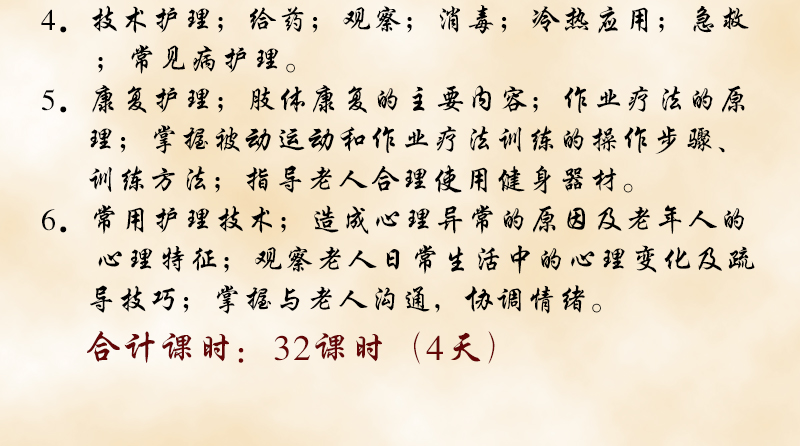 4. 技术护理；给药；观察；消毒；冷热应用；急救
；常见病护理。
5. 康复护理；肢体康复的主要内容；作业疗法的原
理；掌握被动运动和作业疗法训练的操作步骤、
训练方法；指导老人合理使用健身器材。
6. 常用护理技术；造成心理异常的原因及老年人的
心理特征；观察老人日常生活中的心理变化及疏
导技巧；掌握与老人沟通，协调情绪。
合计课时：32课时（4天）